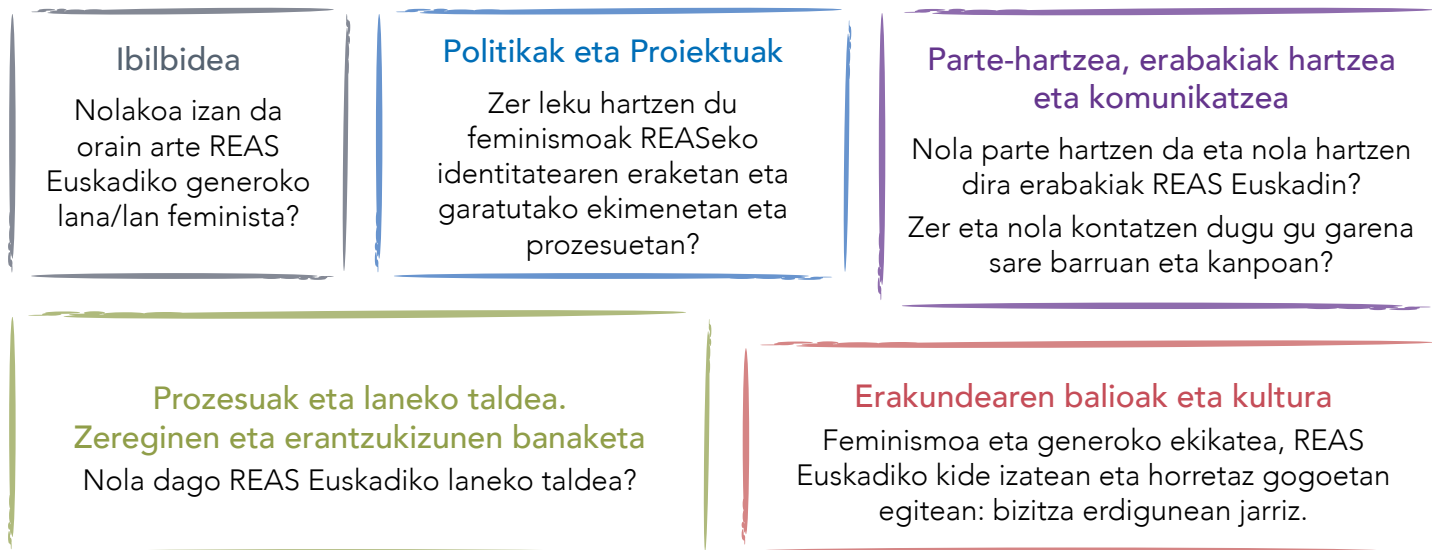 Ibilbidea
Nolakoa izan da
orain arte REAS
Euskadiko generoko
lana/lan feminista?
Politikak eta Proiektuak
Zer leku hartzen du
feminismoak REASeko
identitatearen eraketan eta
garatutako ekimenetan eta
prozesuetan?
Parte-hartzea, erabakiak hartzea
eta komunikatzea
Nola parte hartzen da eta nola hartzen
dira erabakiak REAS Euskadin?
Zer eta nola kontatzen dugu gu garena
sare barruan eta kanpoan?
Prozesuak eta laneko taldea.
Zereginen eta erantzukizunen banaketa
Nola dago REAS Euskadiko laneko taldea?
Erakundearen balioak eta kultura
Feminismoa eta generoko ekikatea, REAS
Euskadiko kide izatean eta horretaz gogoetan
egitean: bizitza erdigunean jarriz.